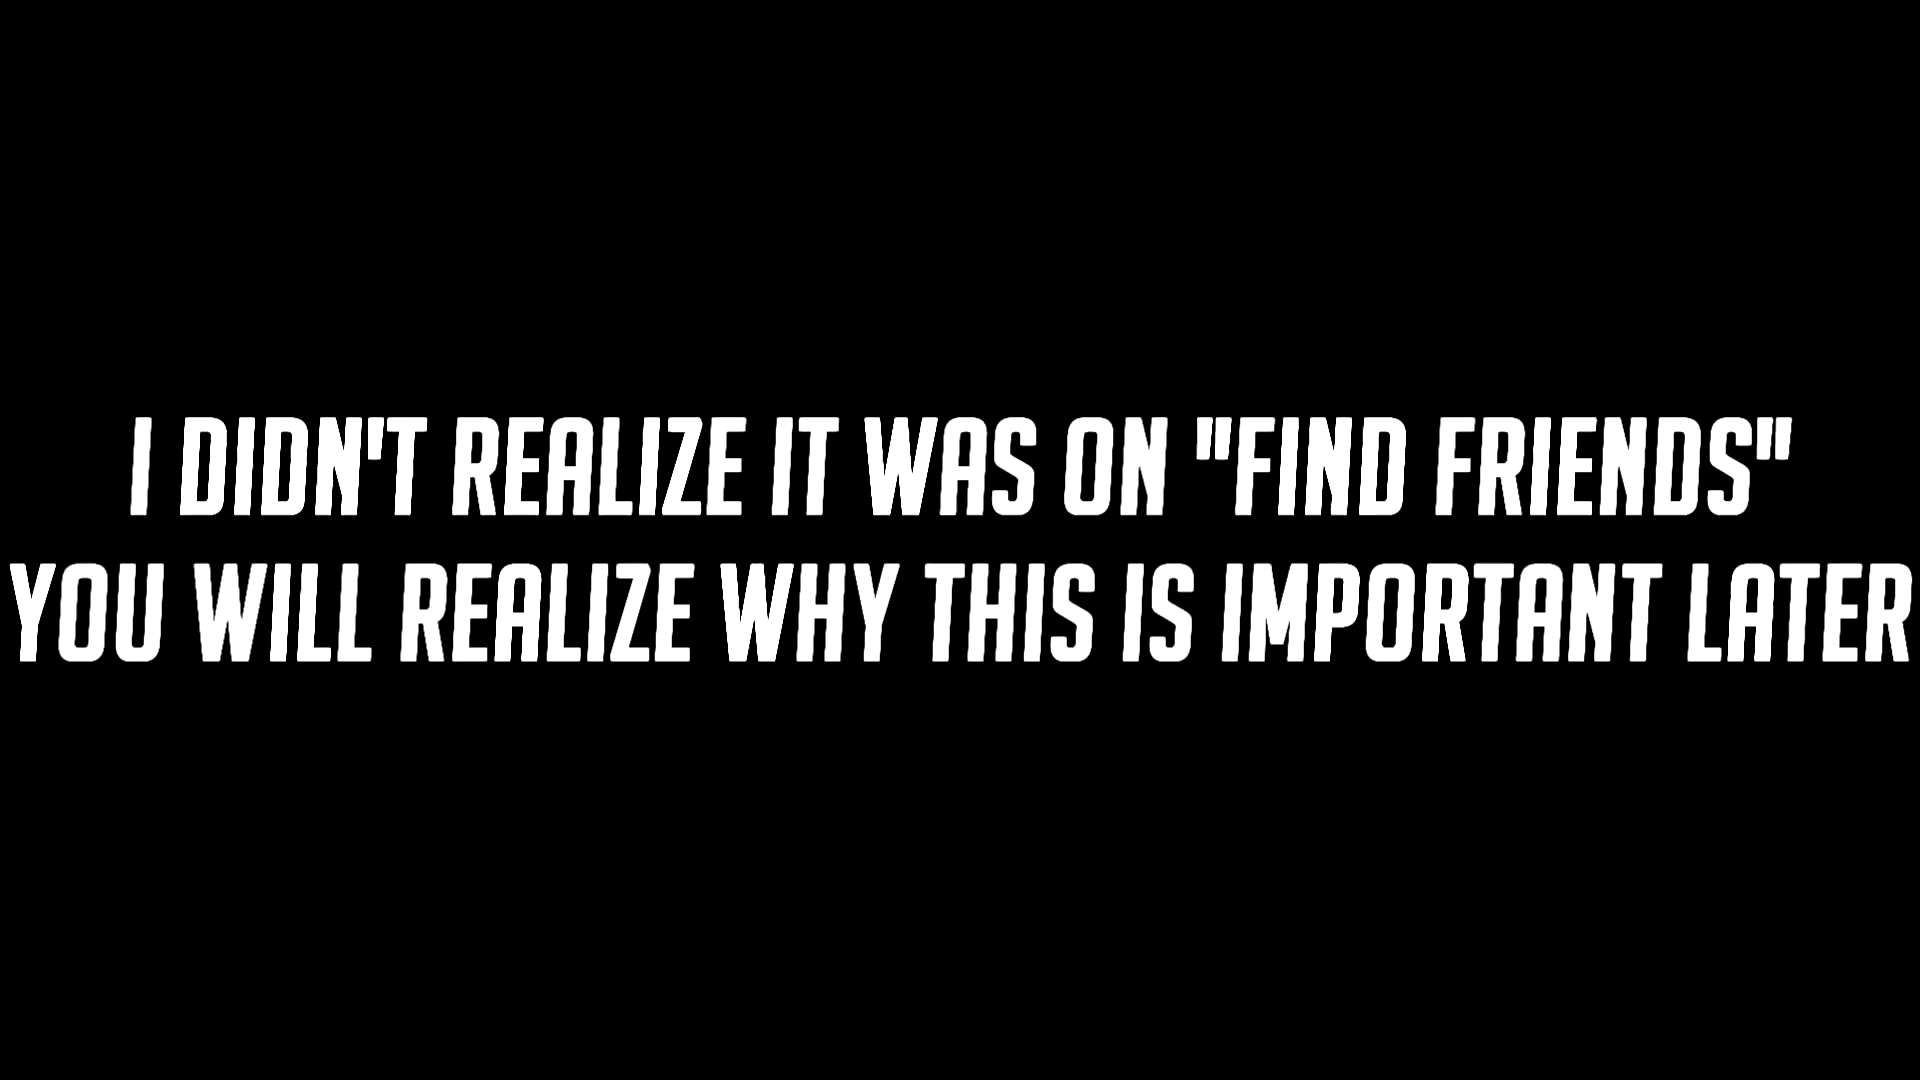 I DIDN'T REALIZE IT WAS ON "FIND FRIENDS"
YOU WILL REALIZE WHY THIS IS IMPORTANT LATER